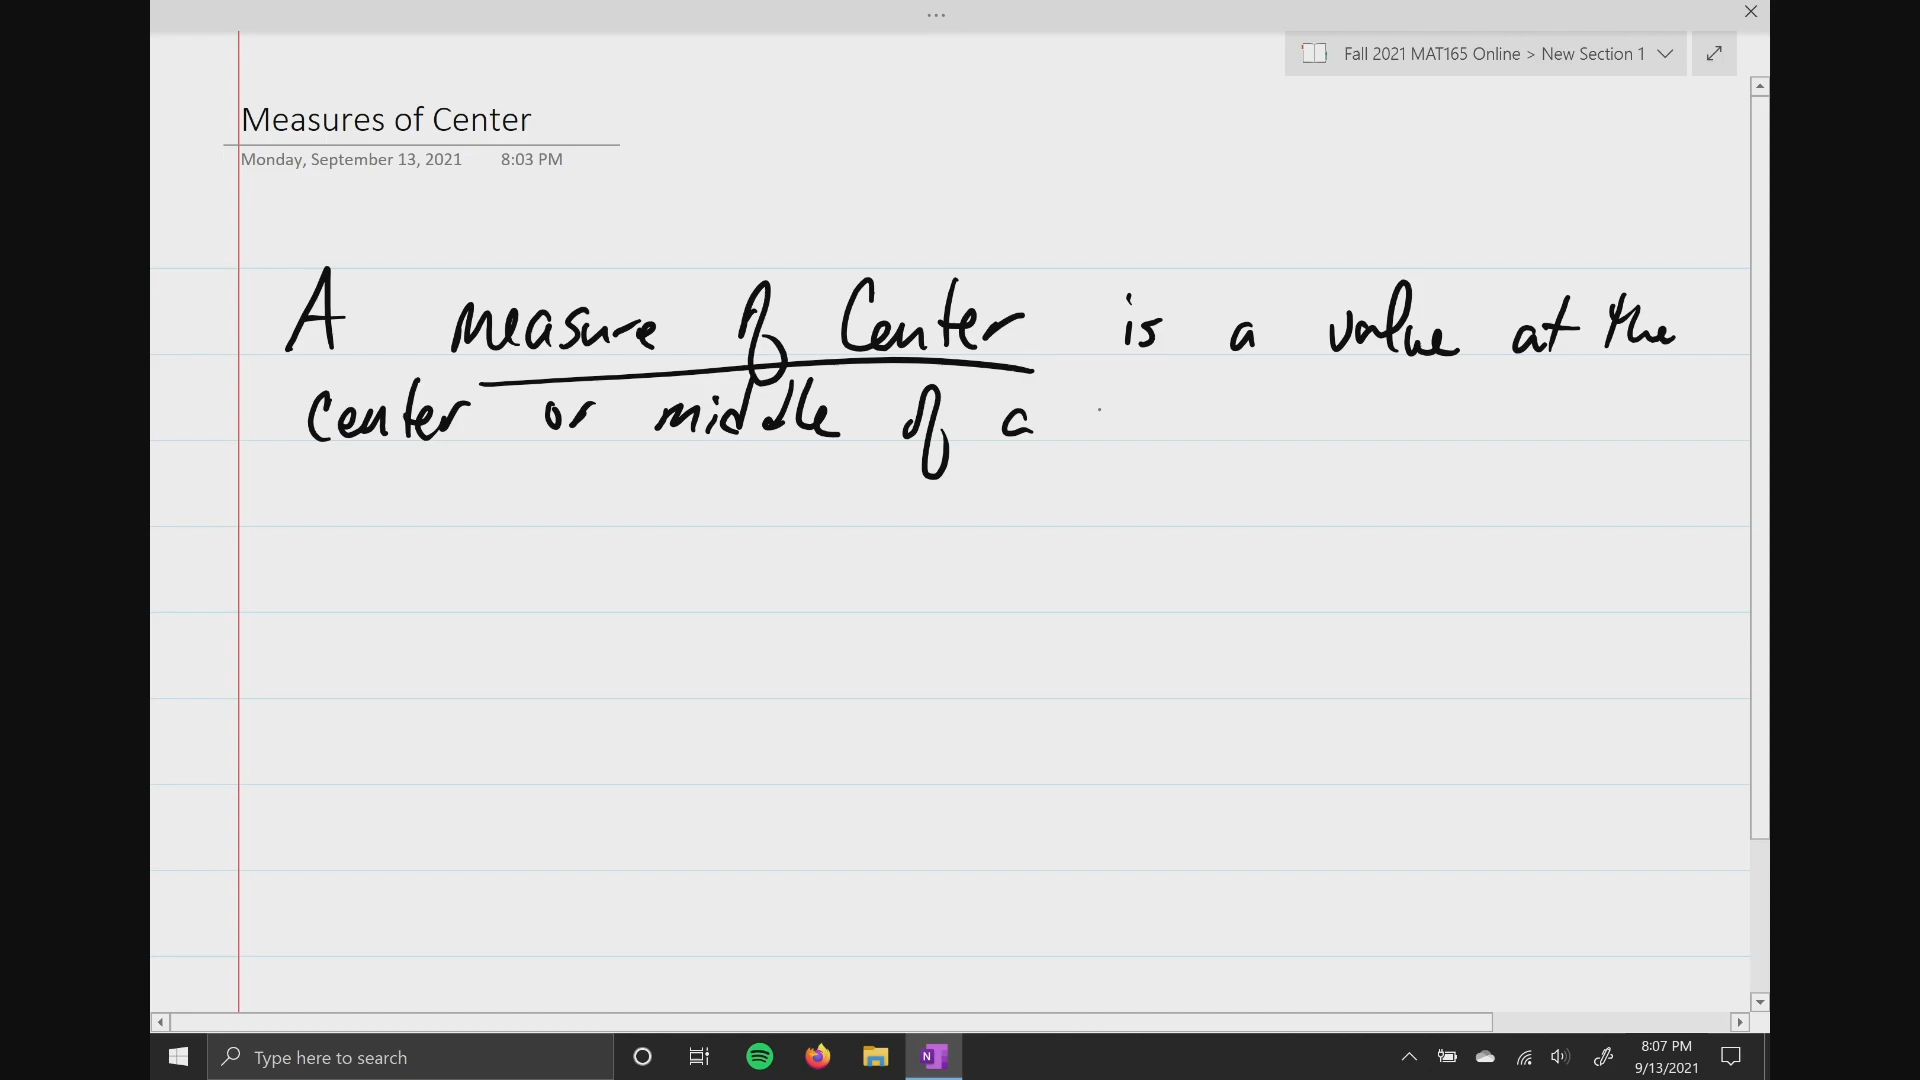 ...
Fall 2021 MAT165 Online > New Section 1
Measures of Center
Monday, September 13, 2021 8:03 PM
A measure of Center is a value at the
center or middle of a
Type here to search
N
8:07 PM
9/13/2021